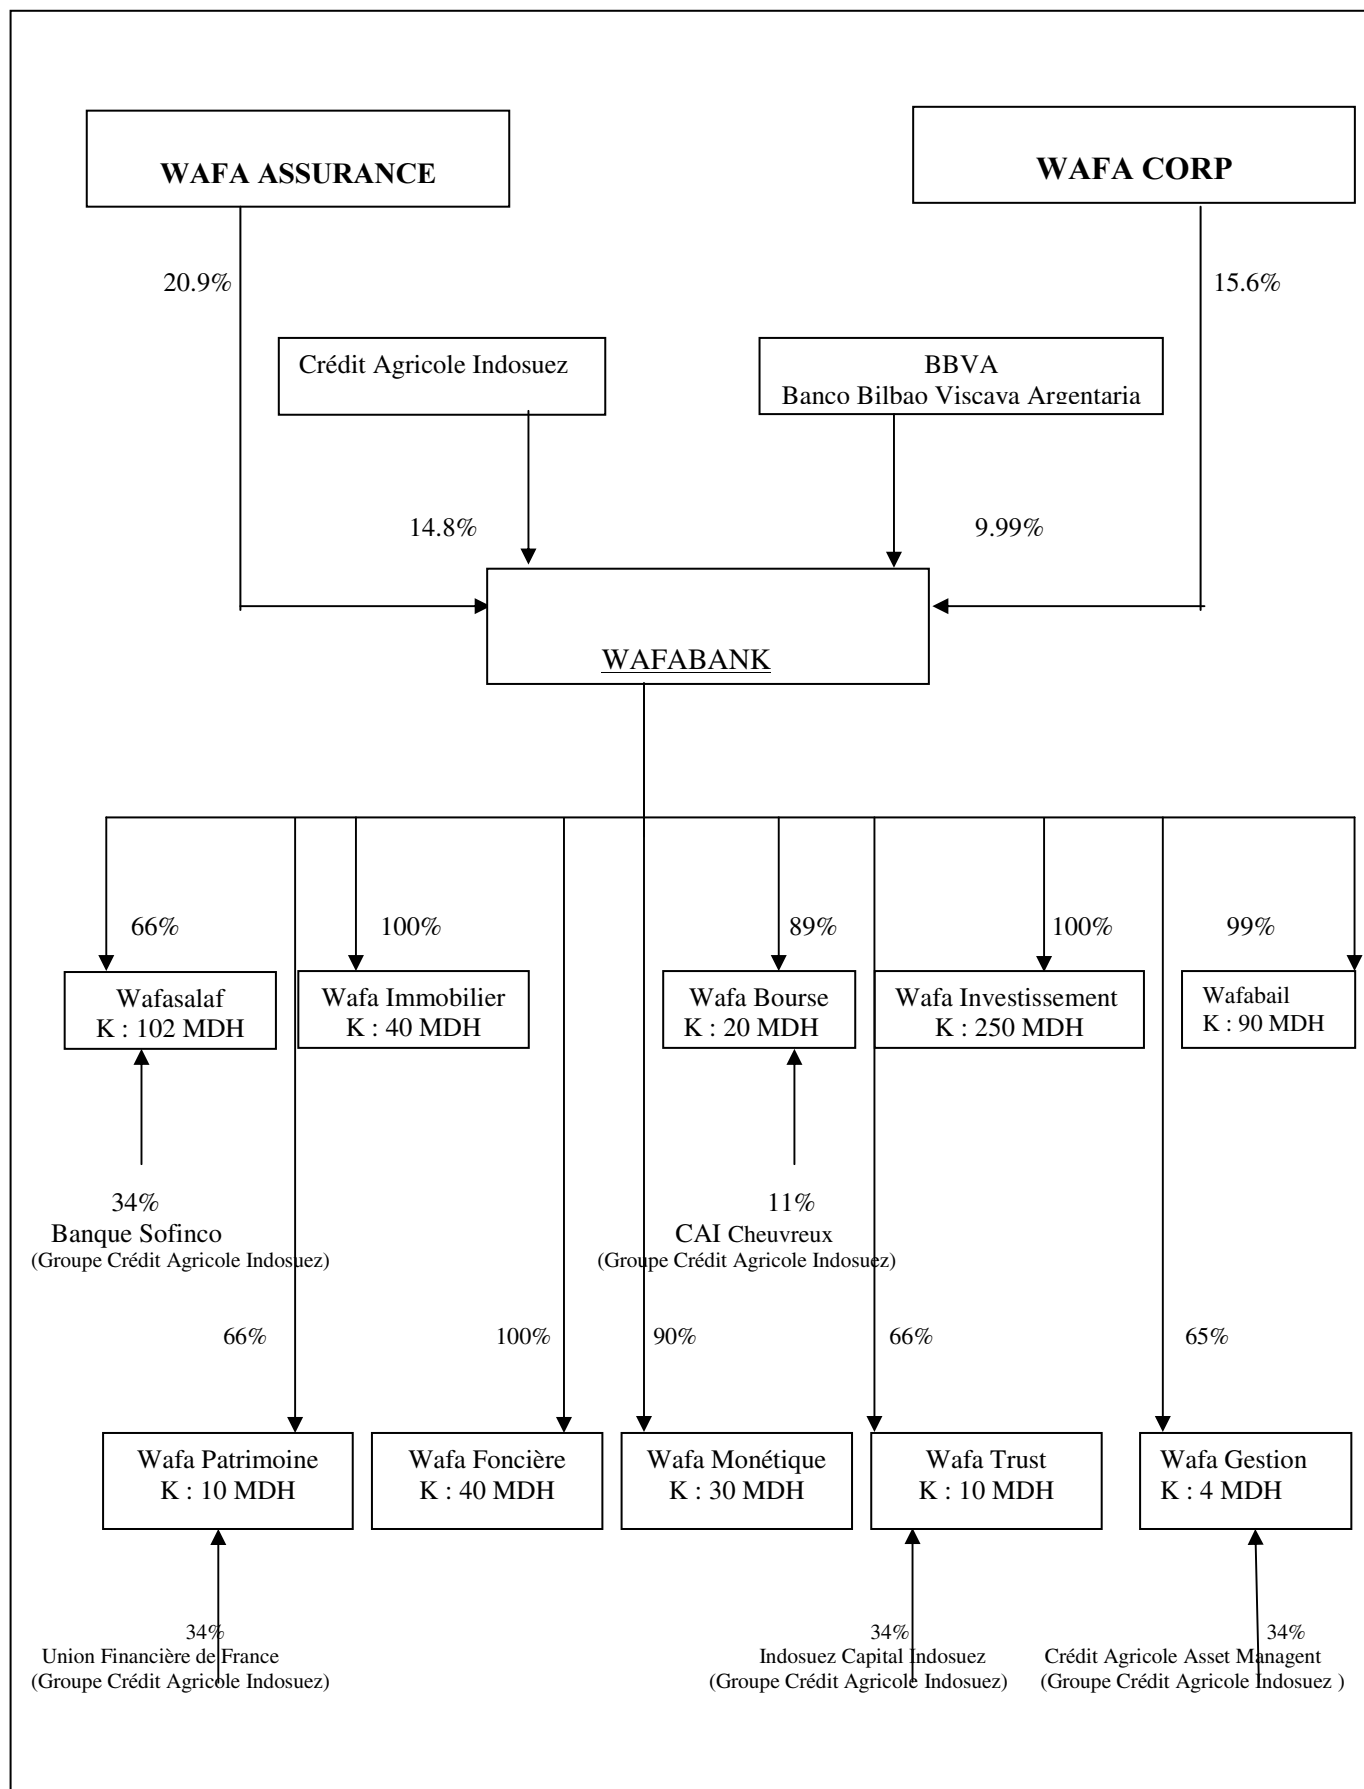 WAFA ASSURANCE
WAFA CORP
20.9%
15.6%
Crédit Agricole Indosuez
BBVA
Banco Bilbao Viscava Argentaria
14.8%
9.99%
WAFABANK
66%
100%
89%
100%
99%
Wafasalaf
K : 102 MDH
Wafa Immobilier
K : 40 MDH
Wafa Bourse
K : 20 MDH
Wafa Investissement
K : 250 MDH
Wafabail
K : 90 MDH
34%
Banque Sofinco
(Groupe Crédit Agricole Indosuez)
11%
CAI Cheuvreux
(Groupe Crédit Agricole Indosuez)
66%
100%
90%
66%
65%
Wafa Patrimoine
K : 10 MDH
Wafa Foncière
K : 40 MDH
Wafa Monétique
K : 30 MDH
Wafa Trust
K : 10 MDH
Wafa Gestion
K : 4 MDH
34%
Union Financière de France
(Groupe Crédit Agricole Indosuez)
34%
Indosuez Capital Indosuez
(Groupe Crédit Agricole Indosuez)
34%
Crédit Agricole Asset Managent
(Groupe Crédit Agricole Indosuez )